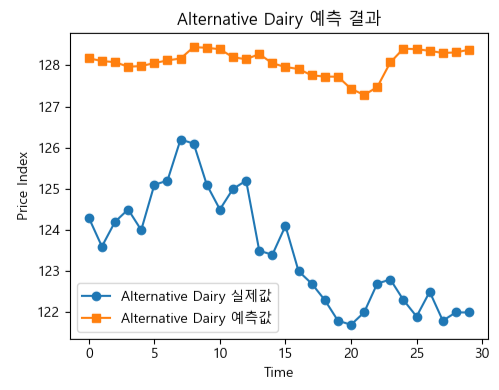 Alternative Dairy 예측 결과
Price Index
128
127
126
125
124
123
122
Alternative Dairy 실제값
Alternative Dairy 예측값
0 5 10 15 20 25 30
Time